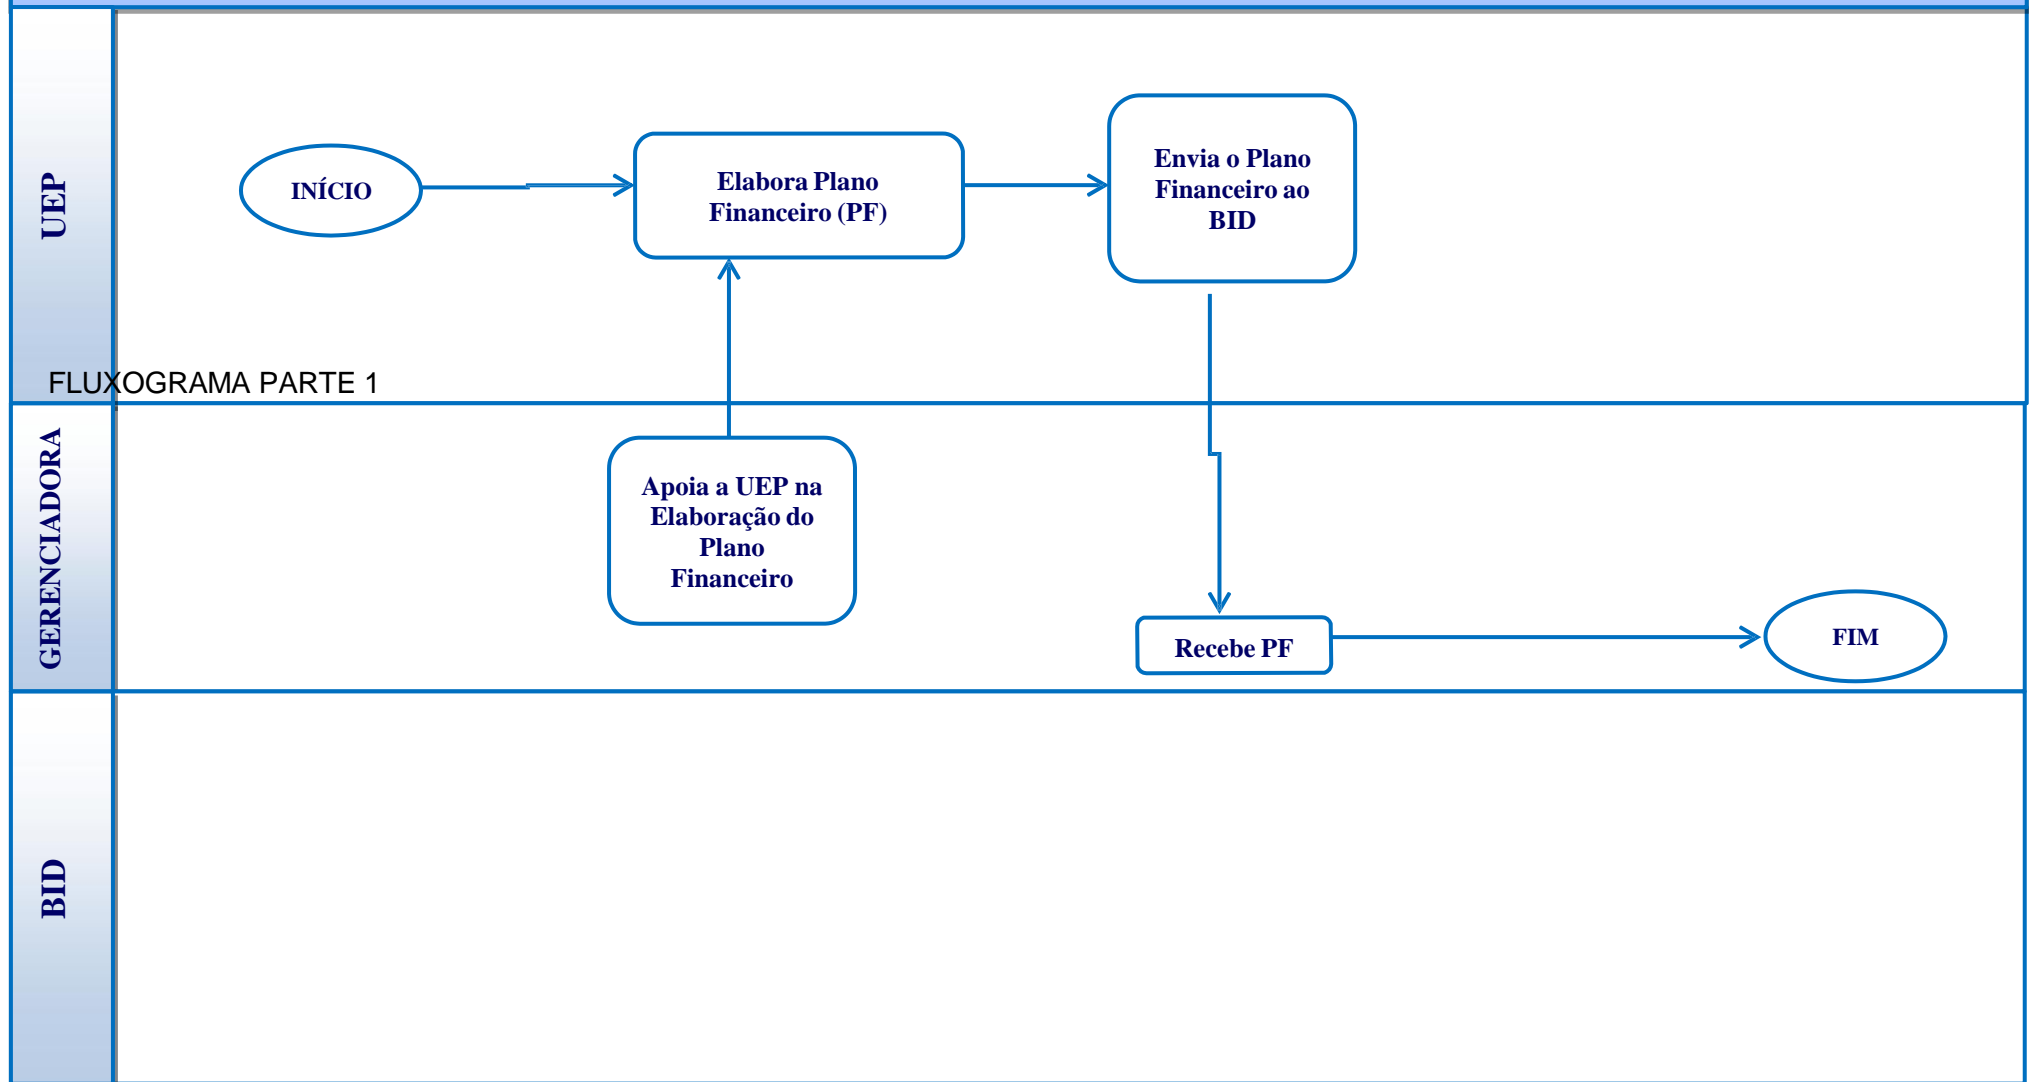 UEP
INÍCIO
Elabora Plano
Financeiro (PF)
Envia o Plano
Financeiro ao
BID
FLUXOGRAMA PARTE 1
GERENCIADORA
Apoia a UEP na
Elaboração do
Plano
Financeiro
Recebe PF
FIM
BID